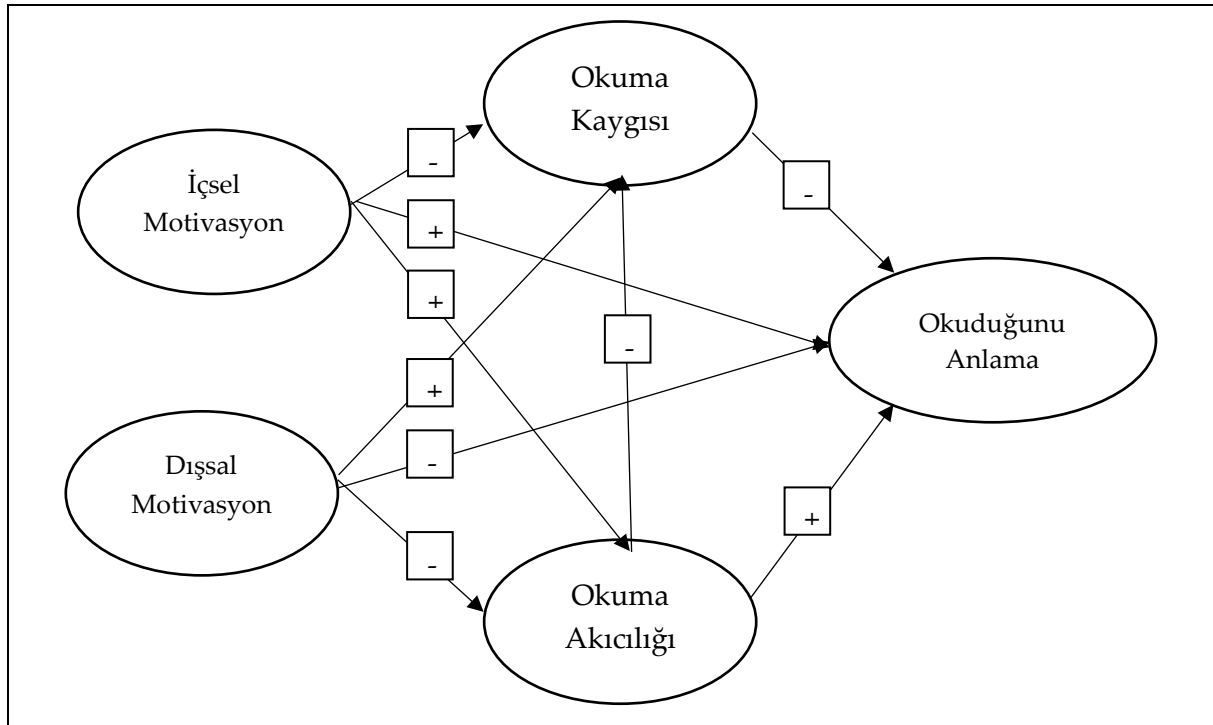 Okuma
Kaygısı
-
İçsel
Motivasyon
-
+
+
Okuduğunu
Anlama
-
+
-
Dışsal
Motivasyon
+
-
Okuma
Akıcılığı